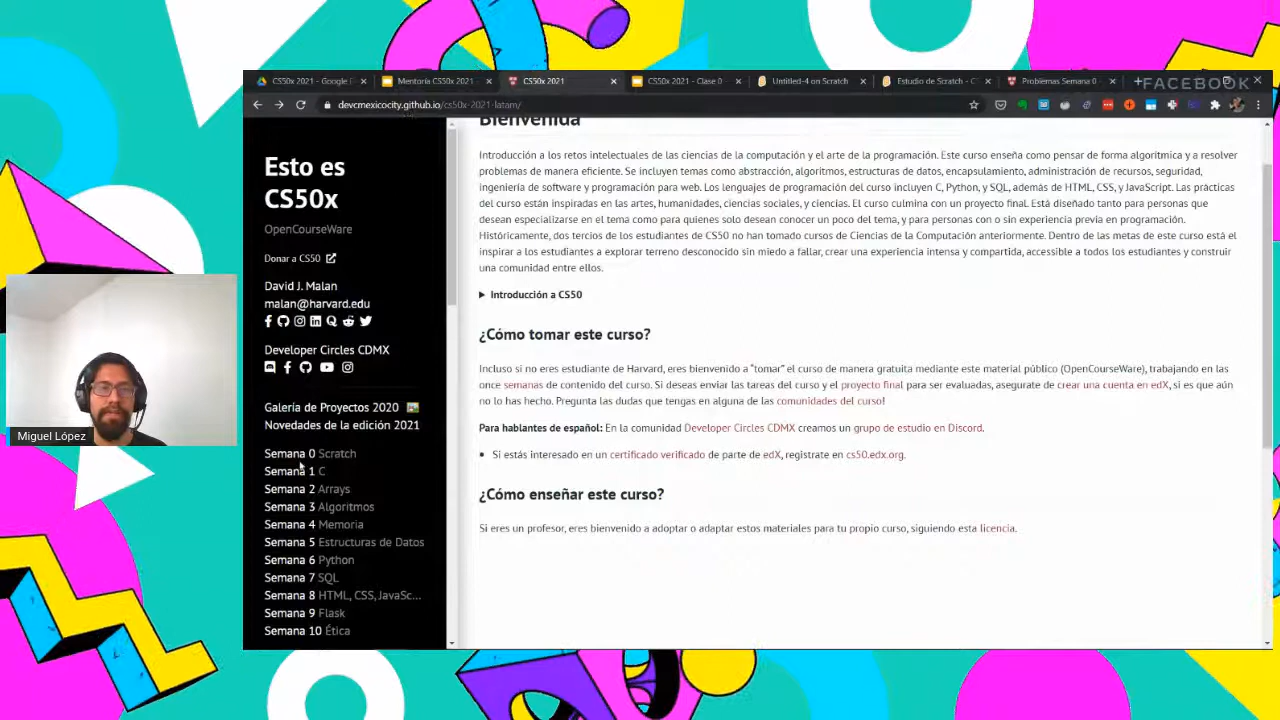 CS50x 2021 - Google
Mentoría CS50x 2021
CS50x 2021
CS50x 2021 - Clase 0
Untitled-4 on Scratch
Estudio de Scratch - C
Problemas Semana 0
FACEBOOK
devcmexicocity.github.io/cs50x-2021-latam/
Esto es
CS50x
OpenCourseWare
Donar a CS50
David J. Malan
malan@harvard.edu
Developer Circles CDMX
Galería de Proyectos 2020
Novedades de la edición 2021
Semana 0 Scratch
Semana 1 C
Semana 2 Arrays
Semana 3 Algoritmos
Semana 4 Memoria
Semana 5 Estructuras de Datos
Semana 6 Python
Semana 7 SQL
Semana 8 HTML, CSS, JavaSc...
Semana 9 Flask
Semana 10 Ética
Bienvenida
Introducción a los retos intelectuales de las ciencias de la computación y el arte de la programación. Este curso enseña como pensar de forma algorítmica y a resolver
problemas de manera eficiente. Se incluyen temas como abstracción, algoritmos, estructuras de datos, encapsulamiento, administración de recursos, seguridad,
ingeniería de software y programación para web. Los lenguajes de programación del curso incluyen C, Python, y SQL, además de HTML, CSS, y JavaScript. Las prácticas
del curso están inspiradas en las artes, humanidades, ciencias sociales, y ciencias. El curso culmina con un proyecto final. Está diseñado tanto para personas que
desean especializarse en el tema como para quienes solo desean conocer un poco del tema, y para personas con o sin experiencia previa en programación.
Históricamente, dos tercios de los estudiantes de CS50 no han tomado cursos de Ciencias de la Computación anteriormente. Dentro de las metas de este curso está el
inspirar a los estudiantes a explorar terreno desconocido sin miedo a fallar, crear una experiencia intensa y compartida, accessible a todos los estudiantes y construir
una comunidad entre ellos.
Introducción a CS50
¿Cómo tomar este curso?
Incluso si no eres estudiante de Harvard, eres bienvenido a “tomar” el curso de manera gratuita mediante este material público (OpenCourseWare), trabajando en las
once semanas de contenido del curso. Si deseas enviar las tareas del curso y el proyecto final para ser evaluadas, asegurate de crear una cuenta en edX, si es que aún
no lo has hecho. Pregunta las dudas que tengas en alguna de las comunidades del curso!
Para hablantes de español: En la comunidad Developer Circles CDMX creamos un grupo de estudio en Discord.
Si estás interesado en un certificado verificado de parte de edX, registrate en cs50.edx.org.
¿Cómo enseñar este curso?
Si eres un profesor, eres bienvenido a adoptar o adaptar estos materiales para tu propio curso, siguiendo esta licencia.
Miguel López